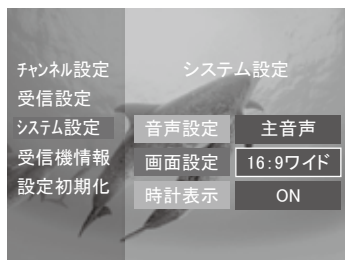 チャンネル設定
受信設定
システム設定
受信機情報
設定初期化
システム設定
音声設定 主音声
画面設定 16:9ワイド
時計表示 ON